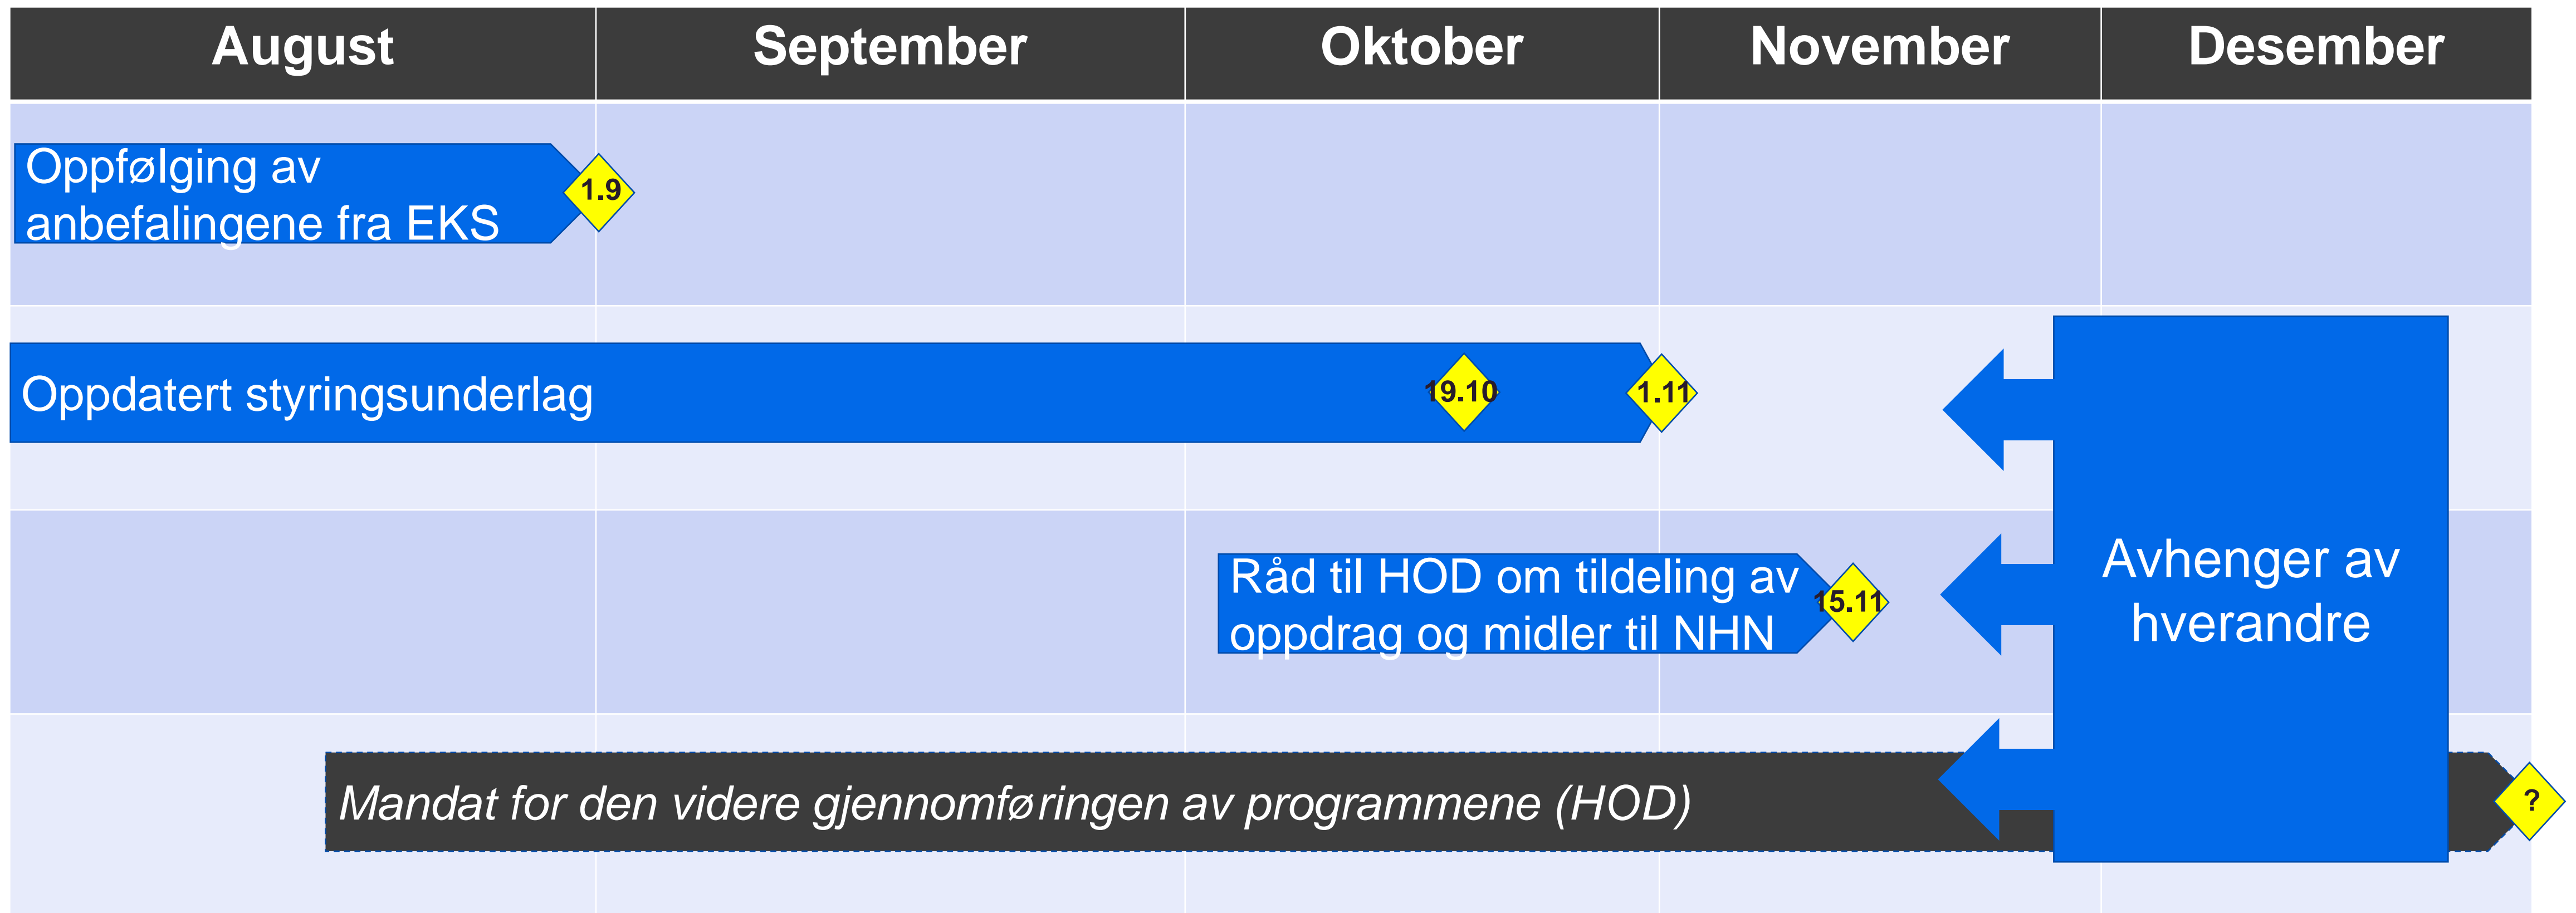 August September Oktober November Desember
Oppfølging av
anbefalingene fra EKS
1.9
Oppdatert styringsunderlag
19.10
1.11
Råd til HOD om tildeling av
oppdrag og midler til NHN
15.11
Avhenger av
hverandre
Mandat for den videre gjennomføringen av programmene (HOD)
?